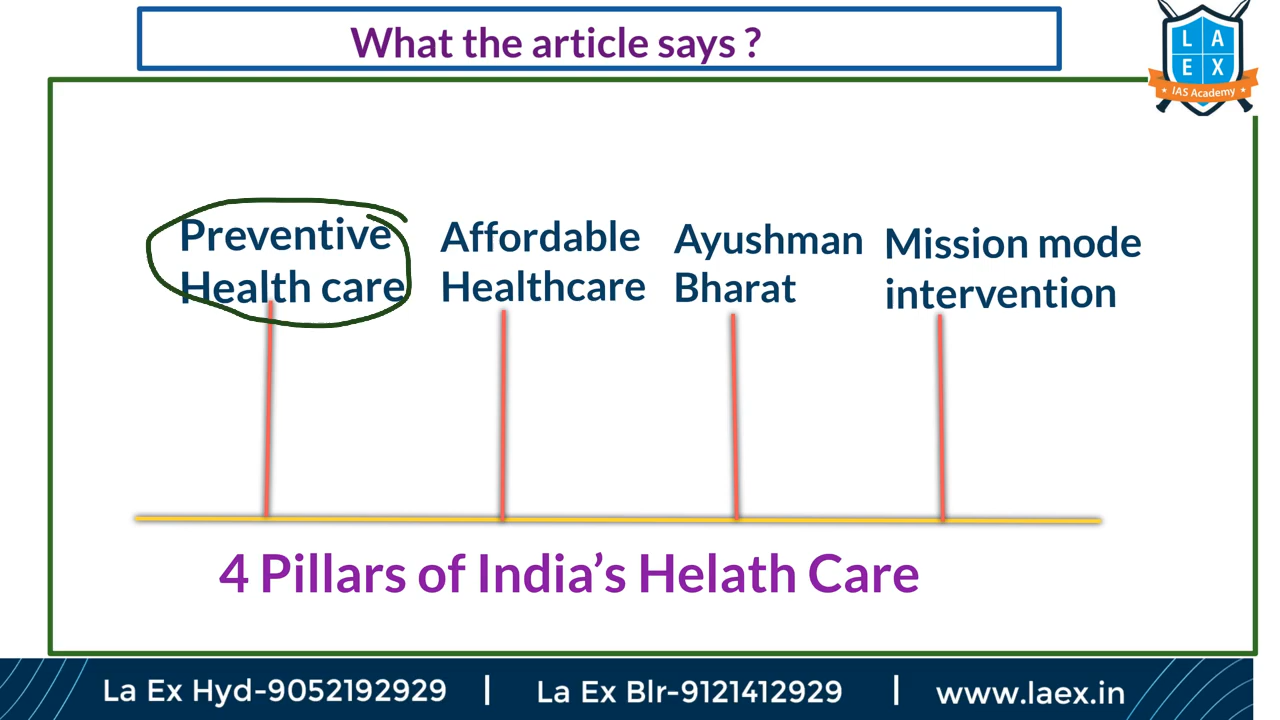 What the article says ?
L A
E X
IAS Academy
Preventive
Health care
Affordable
Healthcare
Ayushman
Bharat
Mission mode
intervention
4 Pillars of India’s Helath Care
La Ex Hyd-9052192929 | La Ex Blr-9121412929 | www.laex.in